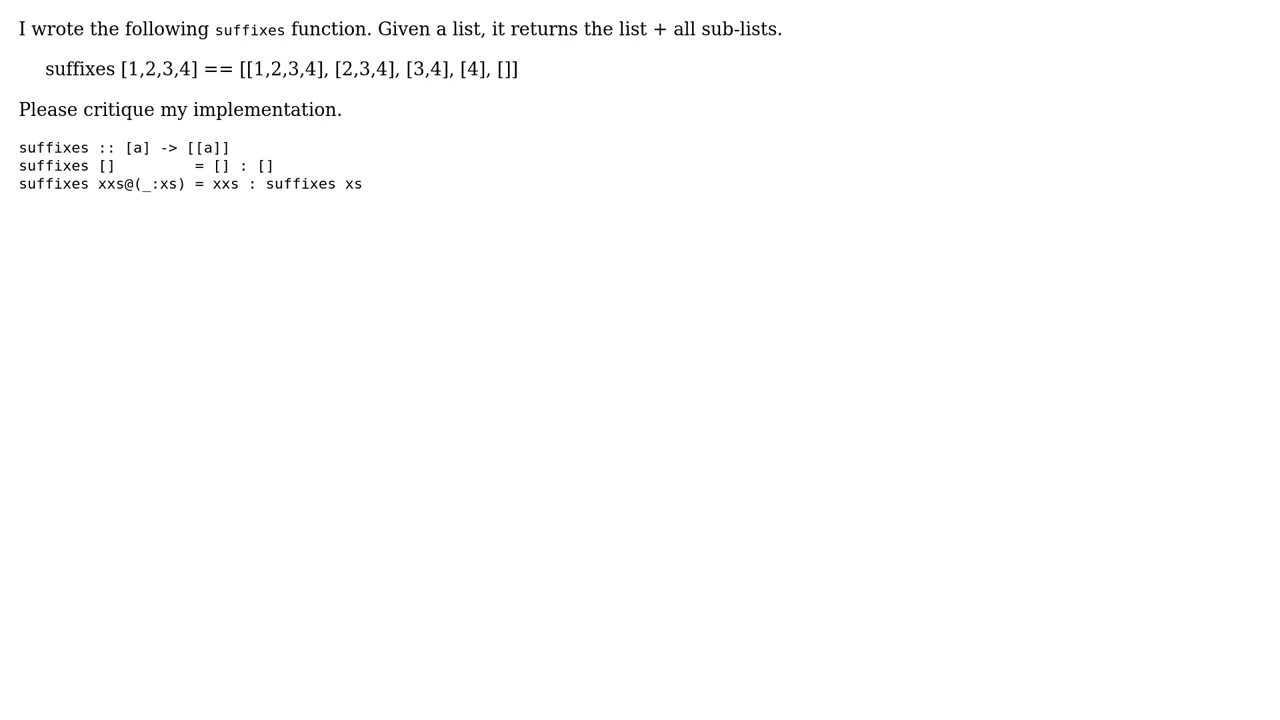 I wrote the following suffixes function. Given a list, it returns the list + all sub-lists.
suffixes [1,2,3,4] == [[1,2,3,4], [2,3,4], [3,4], [4], []]
Please critique my implementation.
suffixes :: [a] -> [[a]]
suffixes []         = [] : []
suffixes xxs@(_:xs) = xxs : suffixes xs